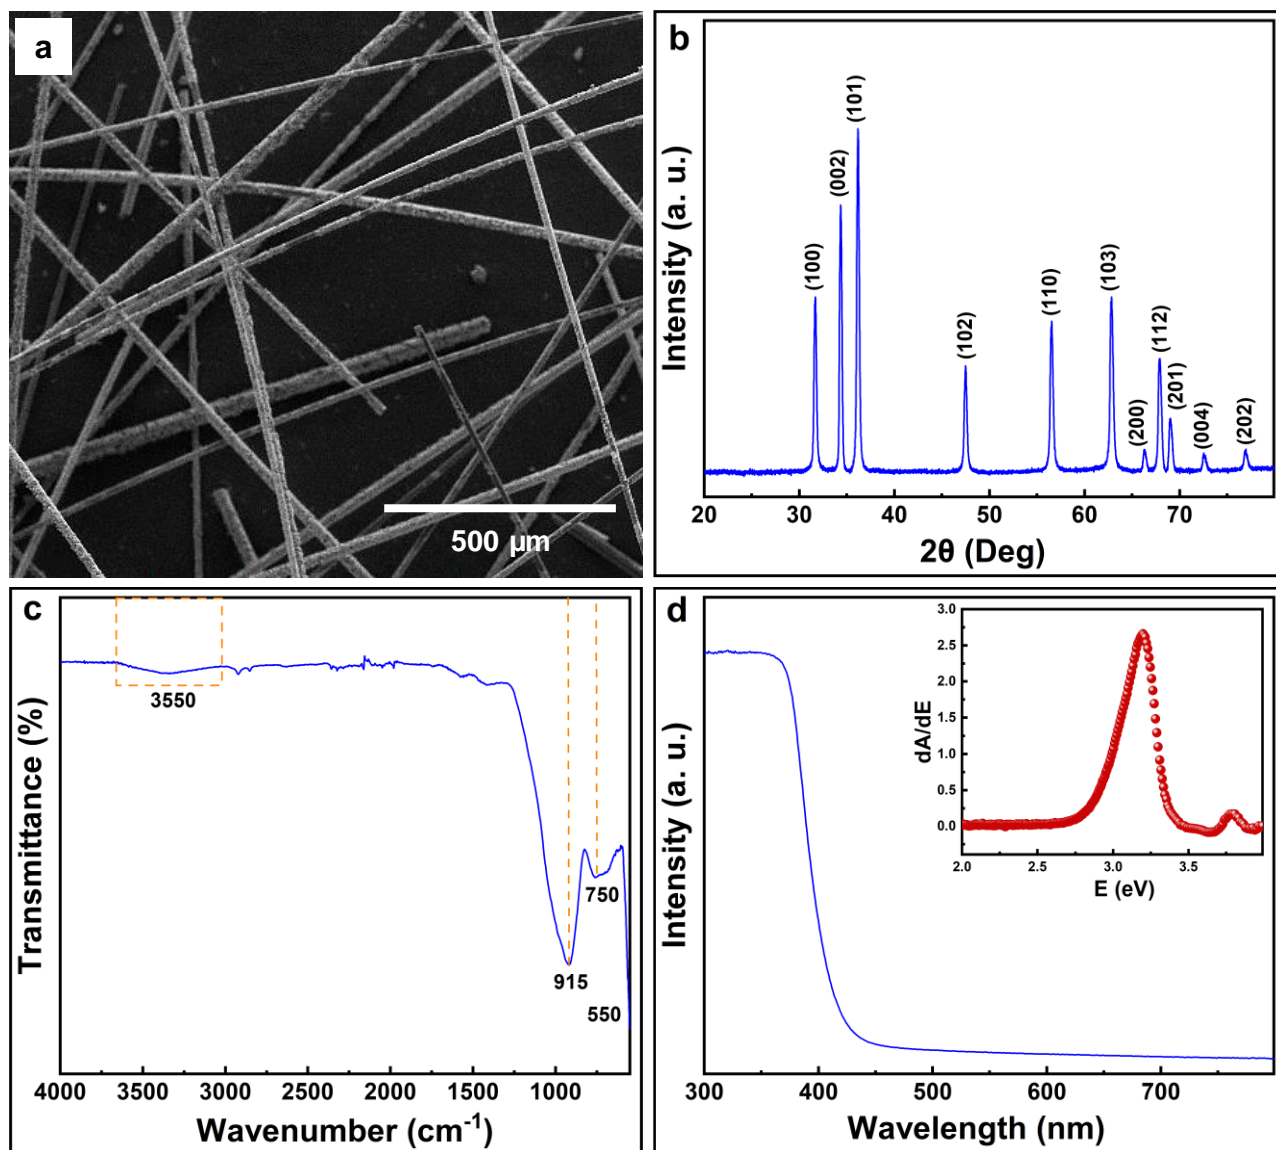 a
500 µm
b
Intensity (a. u.)
(100)
(002)
(101)
(102)
(110)
(103)
(200)
(112)
(201)
(004)
(202)
20 30 40 50 60 70
2θ (Deg)
c
Transmittance (%)
3550
915
750
550
4000 3500 3000 2500 2000 1500 1000
Wavenumber (cm-1)
d
Intensity (a. u.)
dA/dE
3.0
2.5
2.0
1.5
1.0
0.5
0.0
2.0 2.5 3.0 3.5
E (eV)
300 400 500 600 700
Wavelength (nm)